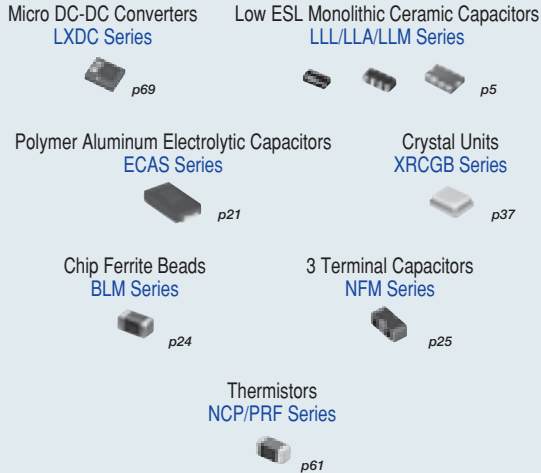 Micro DC-DC Converters
LXDC Series
p69
Low ESL Monolithic Ceramic Capacitors
LLL/LLA/LLM Series
p5
Polymer Aluminum Electrolytic Capacitors
ECAS Series
p21
Crystal Units
XRCGB Series
p37
Chip Ferrite Beads
BLM Series
p24
3 Terminal Capacitors
NFM Series
p25
Thermistors
NCP/PRF Series
p61